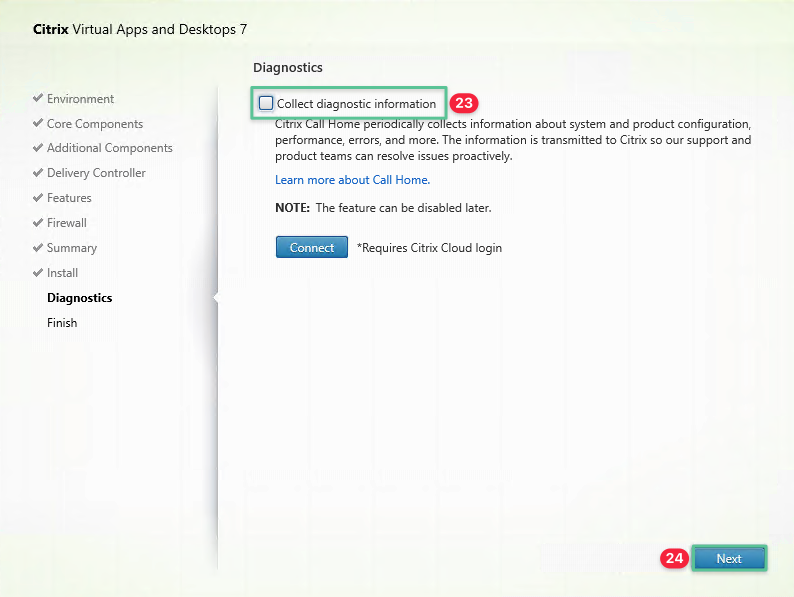 Citrix Virtual Apps and Desktops 7
Diagnostics
Environment
Core Components
Additional Components
Delivery Controller
Features
Firewall
Summary
Install
Diagnostics
Finish
Collect diagnostic information
23
Citrix Call Home periodically collects information about system and product configuration,
performance, errors, and more. The information is transmitted to Citrix so our support and
product teams can resolve issues proactively.
Learn more about Call Home.
NOTE: The feature can be disabled later.
Connect *Requires Citrix Cloud login
24 Next